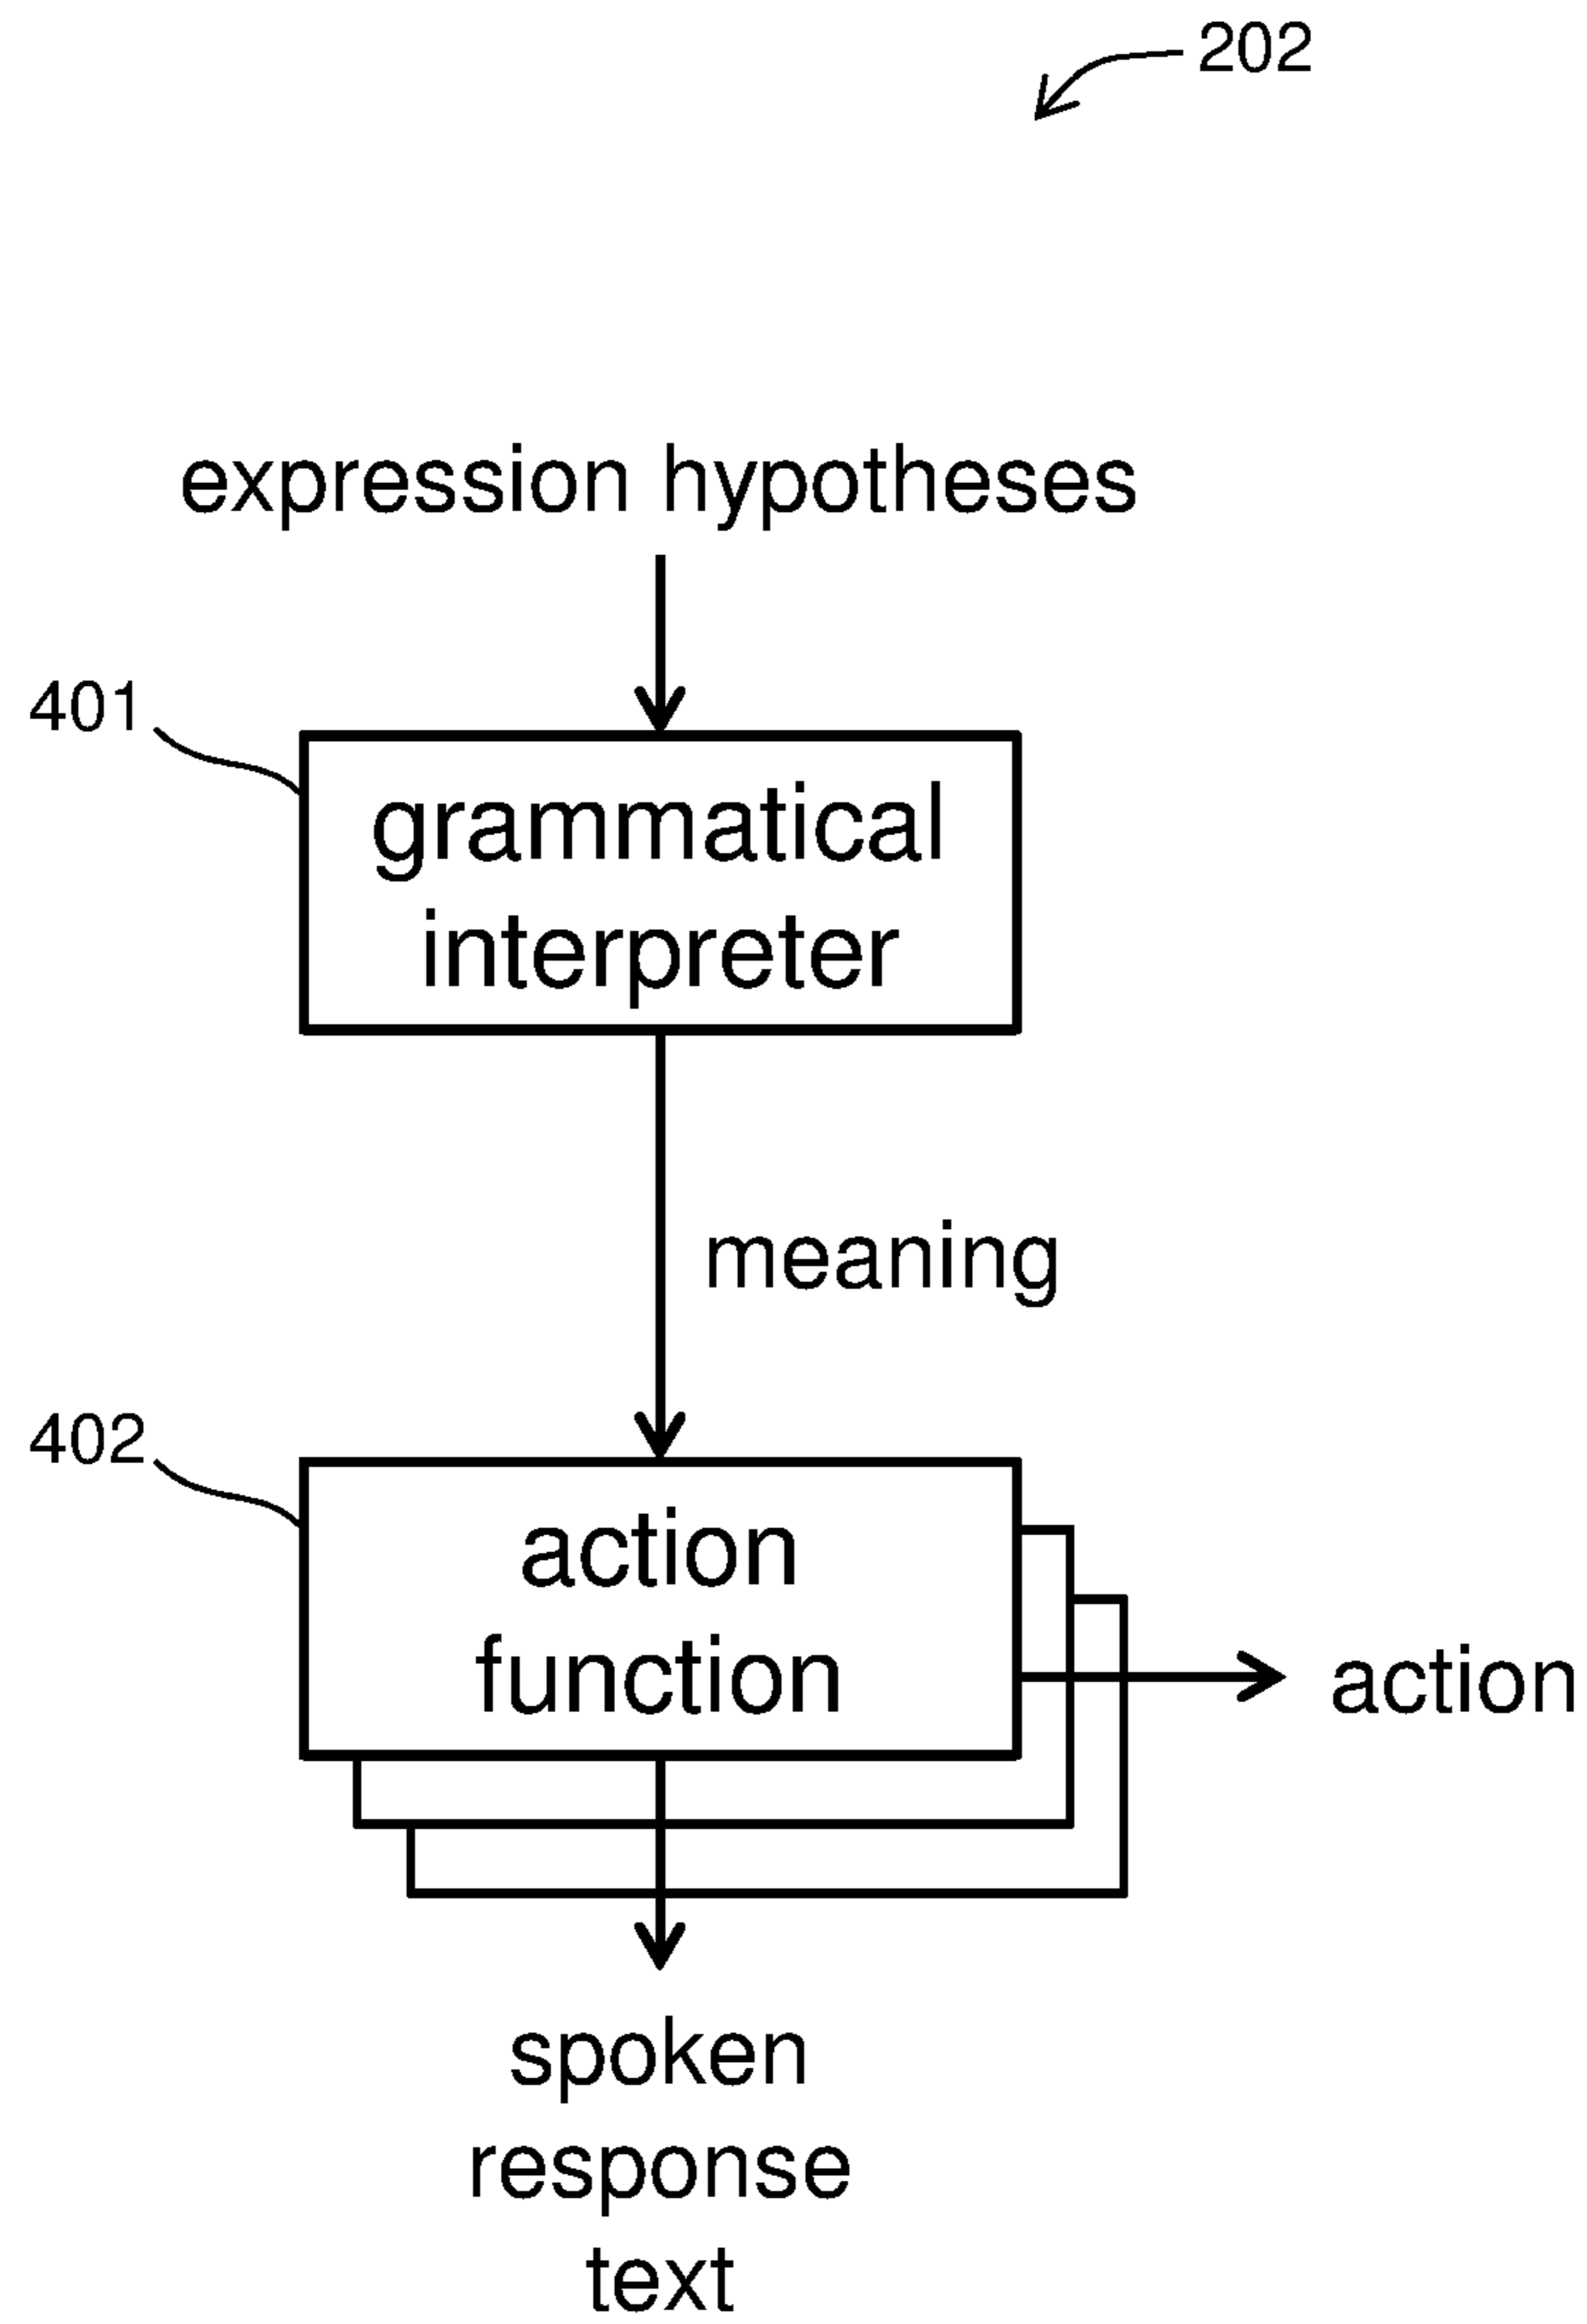 202
expression hypotheses
401
grammatical
interpreter
meaning
402
action
function
action
spoken
response
text